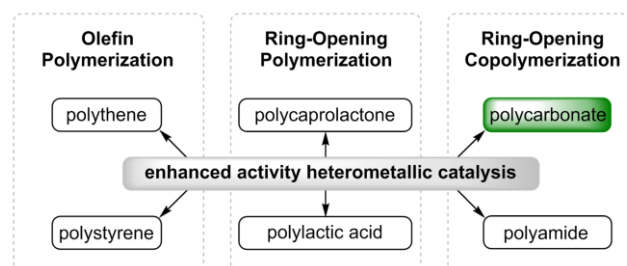 Olefin
Polymerization
Ring-Opening
Polymerization
Ring-Opening
Copolymerization
polythene
polycaprolactone
polycarbonate
enhanced activity heterometallic catalysis
polystyrene
polylactic acid
polyamide